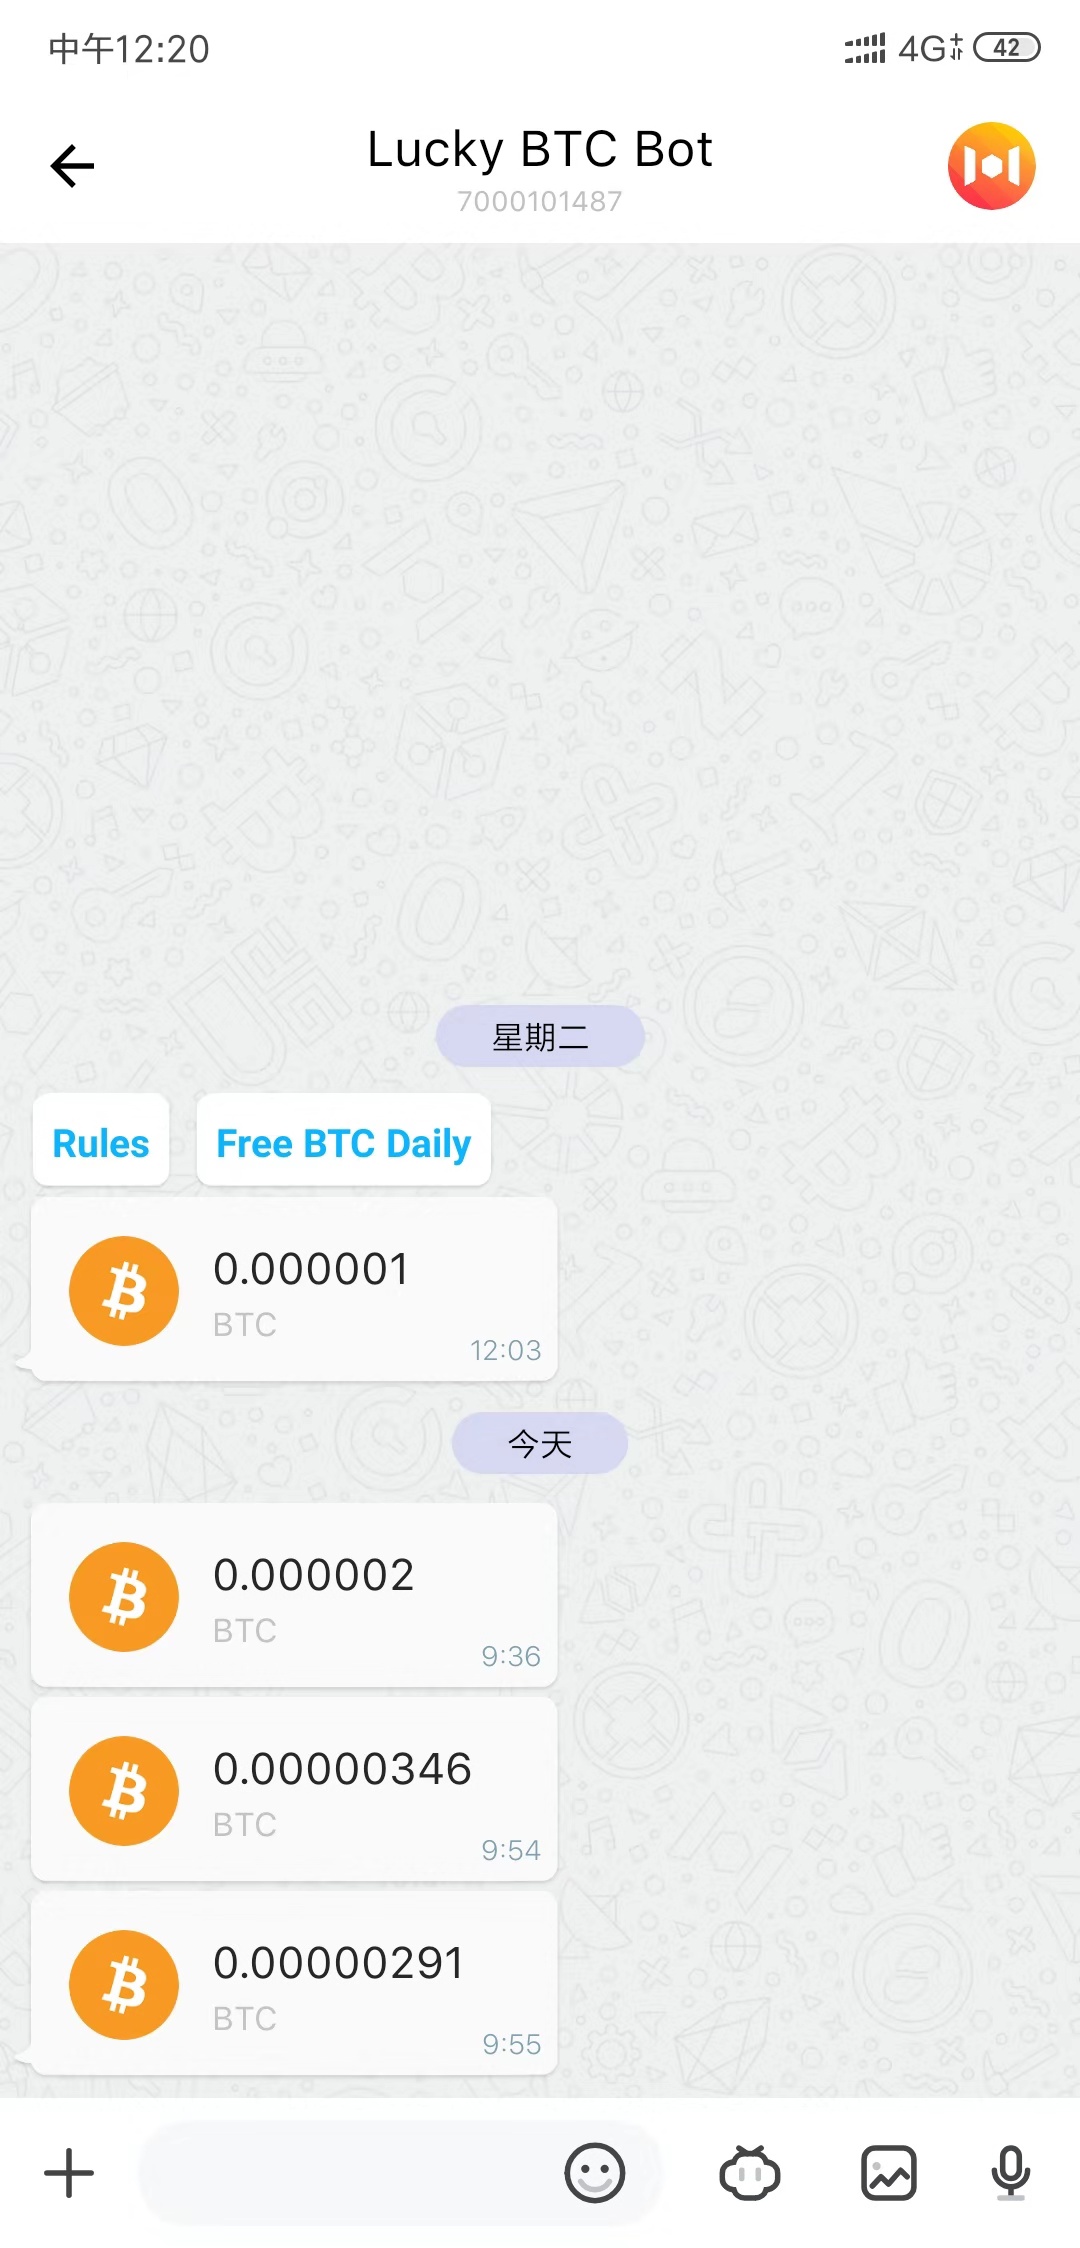 中午12:20
4G
42
Lucky BTC Bot
7000101487
星期二
Rules
Free BTC Daily
0.000001
BTC
12:03
今天
0.000002
BTC
9:36
0.00000346
BTC
9:54
0.00000291
BTC
9:55